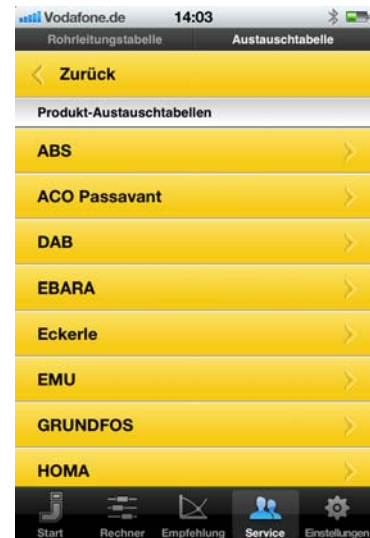 Vodafone.de 14:03
Rohrleitungstabelle Austauschtabelle
Zurück
Produkt-Austauschtabellen
ABS
ACO Passavant
DAB
EBARA
Eckerle
EMU
GRUNDFOS
HOMA
Start Rechner Empfehlung Service Einstellungen